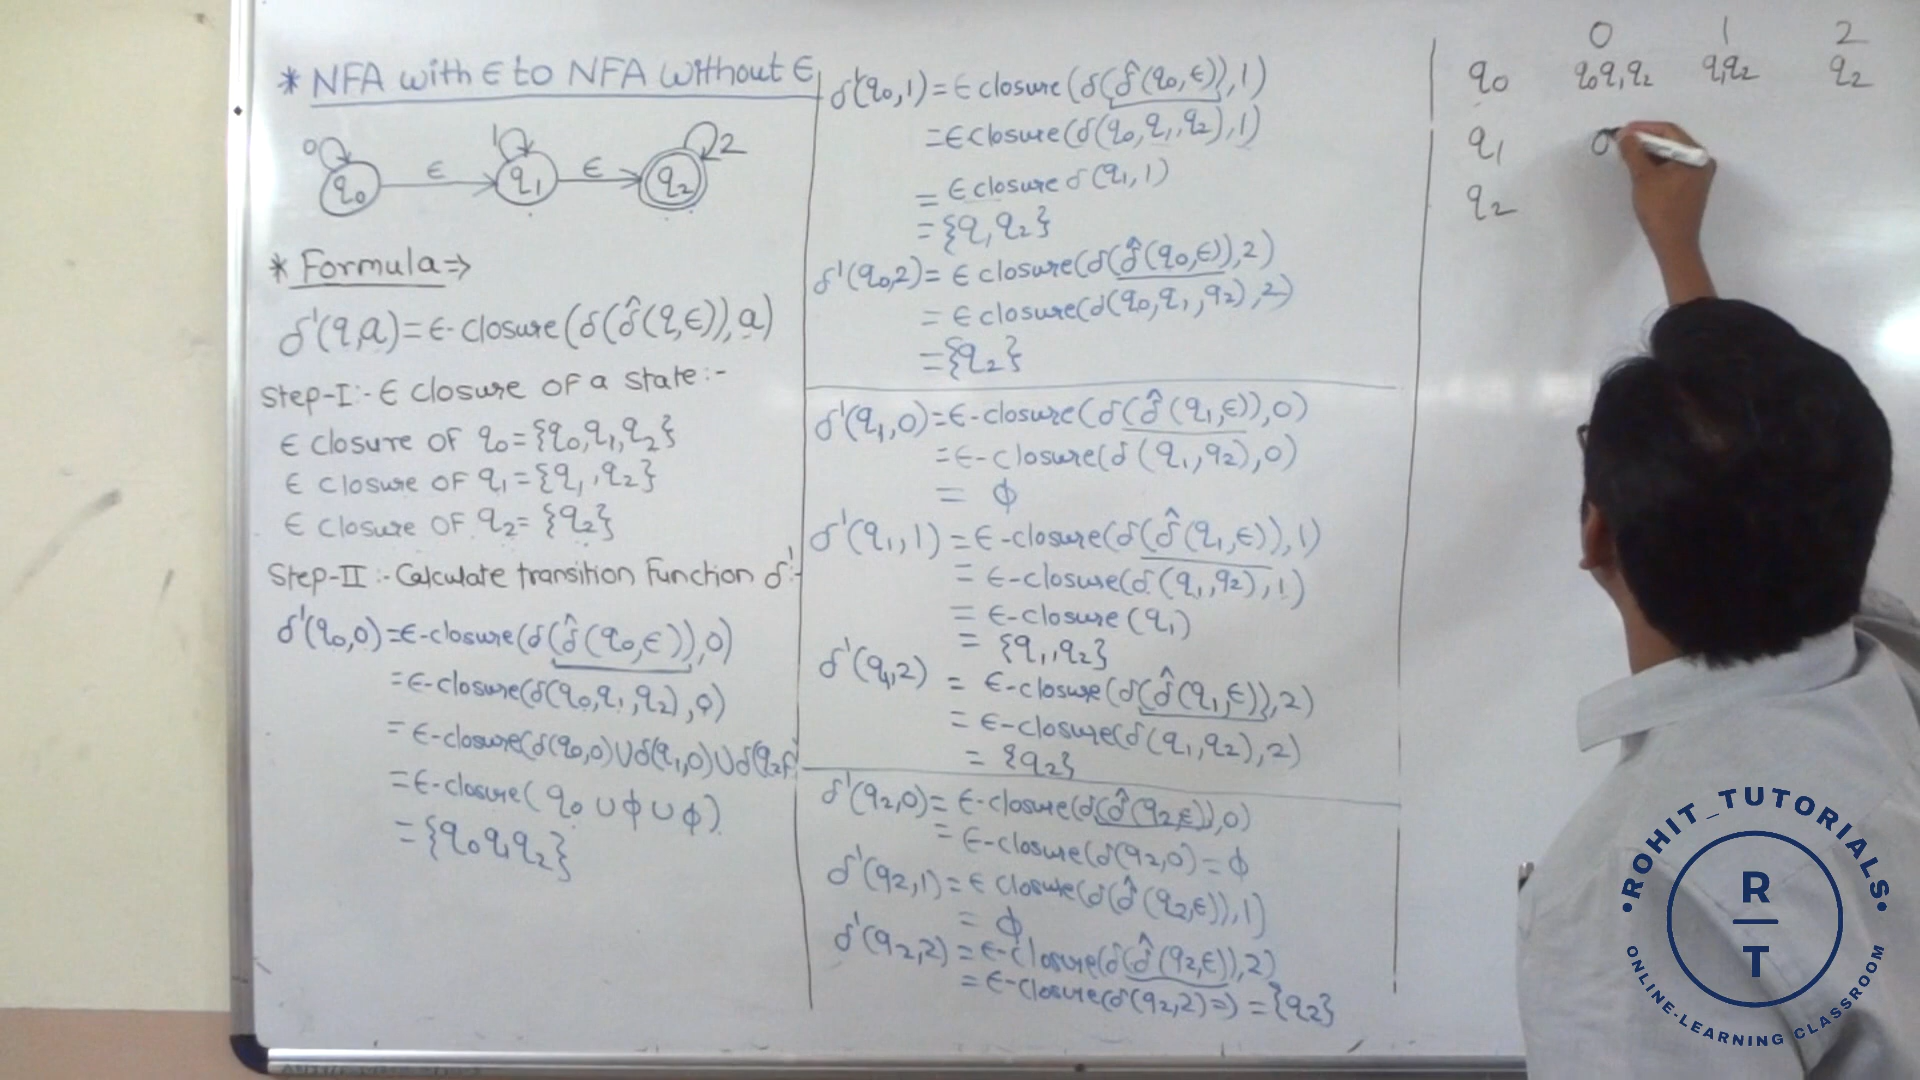 * NFA with ∈ to NFA without ∈
0 1 2
q0 ∈ q1 ∈ q2
* Formula =>
δ'(q,a) = ∈-closure(δ(δ̂(q,∈)),a)
Step-I:- ∈ closure of a state:-
∈ closure of q0={q0,q1,q2}
∈ closure of q1={q1,q2}
∈ closure of q2={q2}
Step-II:- Calculate transition Function δ':-
δ'(q0,0)=∈-closure(δ(δ̂(q0,∈)),0)
=∈-closure(δ(q0,q1,q2),0)
=∈-closure(δ(q0,0)∪δ(q1,0)∪δ(q2,
=∈-closure(q0∪ϕ∪ϕ)
={q0q1q2}
δ'(q0,1)=∈closure(δ(δ̂(q0,∈)),1)
=∈closure(δ(q0,q1,q2),1)
=∈closure δ(q1,1)
={q1q2}
δ'(q0,2)=∈closure(δ(δ̂(q0,∈)),2)
=∈closure(δ(q0,q1,q2),2)
={q2}
δ'(q1,0)=∈-closure(δ(δ̂(q1,∈)),0)
=∈-closure(δ(q1,q2),0)
= ϕ
δ'(q1,1)=∈-closure(δ(δ̂(q1,∈)),1)
=∈-closure(δ(q1,q2),1)
=∈-closure(q1)
={q1,q2}
δ'(q1,2) = ∈-closure(δ(δ̂(q1,∈)),2)
=∈-closure(δ(q1,q2),2)
={q2}
δ'(q2,0)=∈-closure(δ(δ̂(q2,∈)),0)
=∈-closure(δ(q2,0)=ϕ
δ'(q2,1)=∈closure(δ(δ̂(q2,∈)),1)
= ϕ
δ'(q2,2)=∈-closure(δ(δ̂(q2,∈)),2)
=∈-closure(δ(q2,2)=)={q2}
0 1 2
q0 q0q1q2 q1q2 q2
q1
q2
ROHIT_TUTORIALS
R
T
ONLINE-LEARNING CLASSROOM